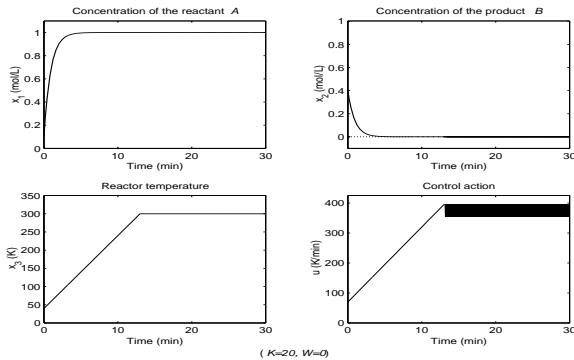 Concentration of the reactant A
1
0.8
0.6
0.4
0.2
0
x1 (mol/L)
0 10 20 30
Time (min)
Concentration of the product B
1
0.8
0.6
0.4
0.2
0
x2 (mol/L)
0 10 20 30
Time (min)
Reactor temperature
350
300
250
200
150
100
50
0
x3 (K)
0 10 20 30
Time (min)
Control action
400
300
200
100
0
u (K/min)
0 10 20 30
Time (min)
( K=20, W=0)